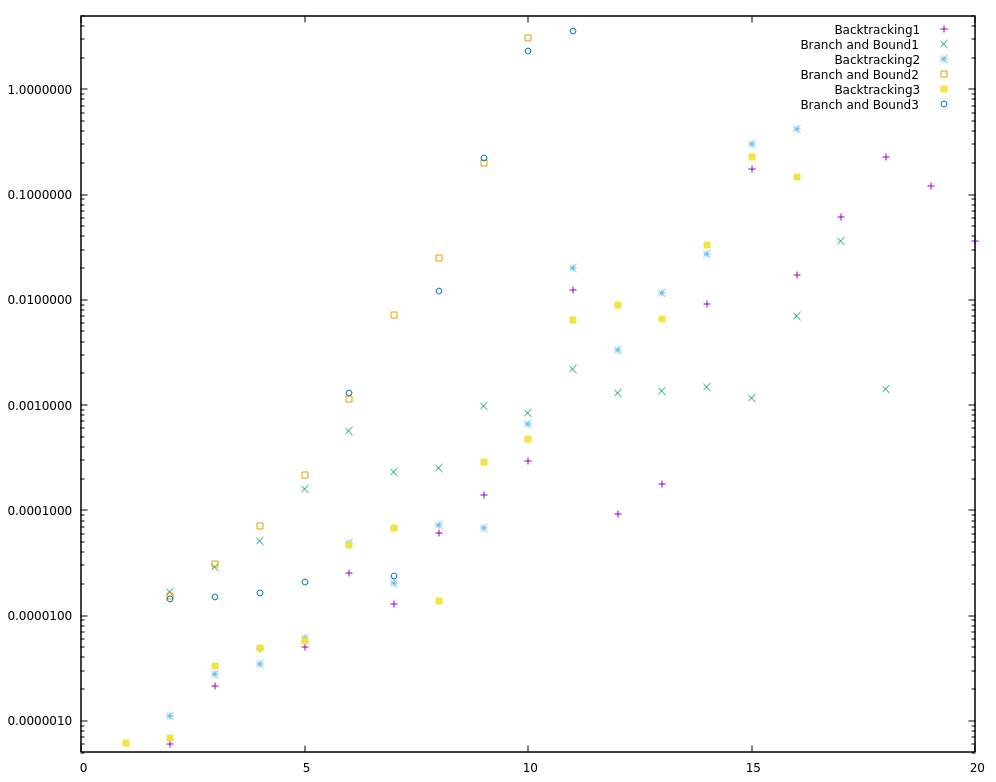 Backtracking1
Branch and Bound1
Backtracking2
Branch and Bound2
Backtracking3
Branch and Bound3
1.0000000
0.1000000
0.0100000
0.0010000
0.0001000
0.0000100
0.0000010
0 5 10 15 20